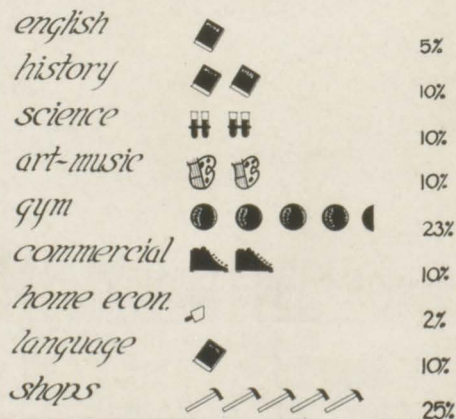 english 5%
history 10%
science 10%
art-music 10%
gym 23%
commercial 10%
home econ. 2%
language 10%
shops 25%